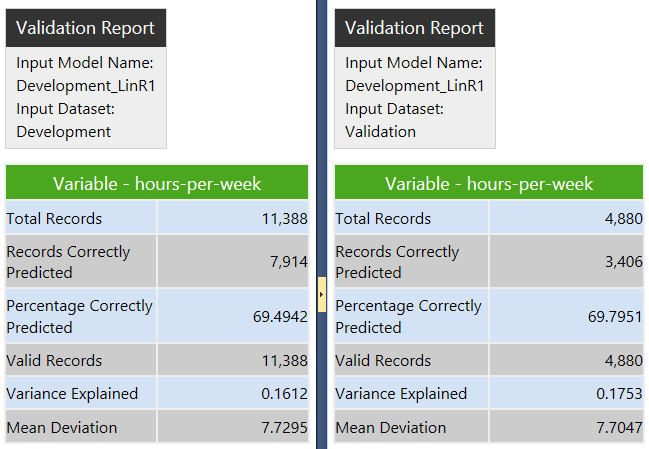 Validation Report
Input Model Name:
Development_LinR1
Input Dataset:
Development
Variable - hours-per-week
Total Records 11,388
Records Correctly
Predicted 7,914
Percentage Correctly
Predicted 69.4942
Valid Records 11,388
Variance Explained 0.1612
Mean Deviation 7.7295
Validation Report
Input Model Name:
Development_LinR1
Input Dataset:
Validation
Variable - hours-per-week
Total Records 4,880
Records Correctly
Predicted 3,406
Percentage Correctly
Predicted 69.7951
Valid Records 4,880
Variance Explained 0.1753
Mean Deviation 7.7047